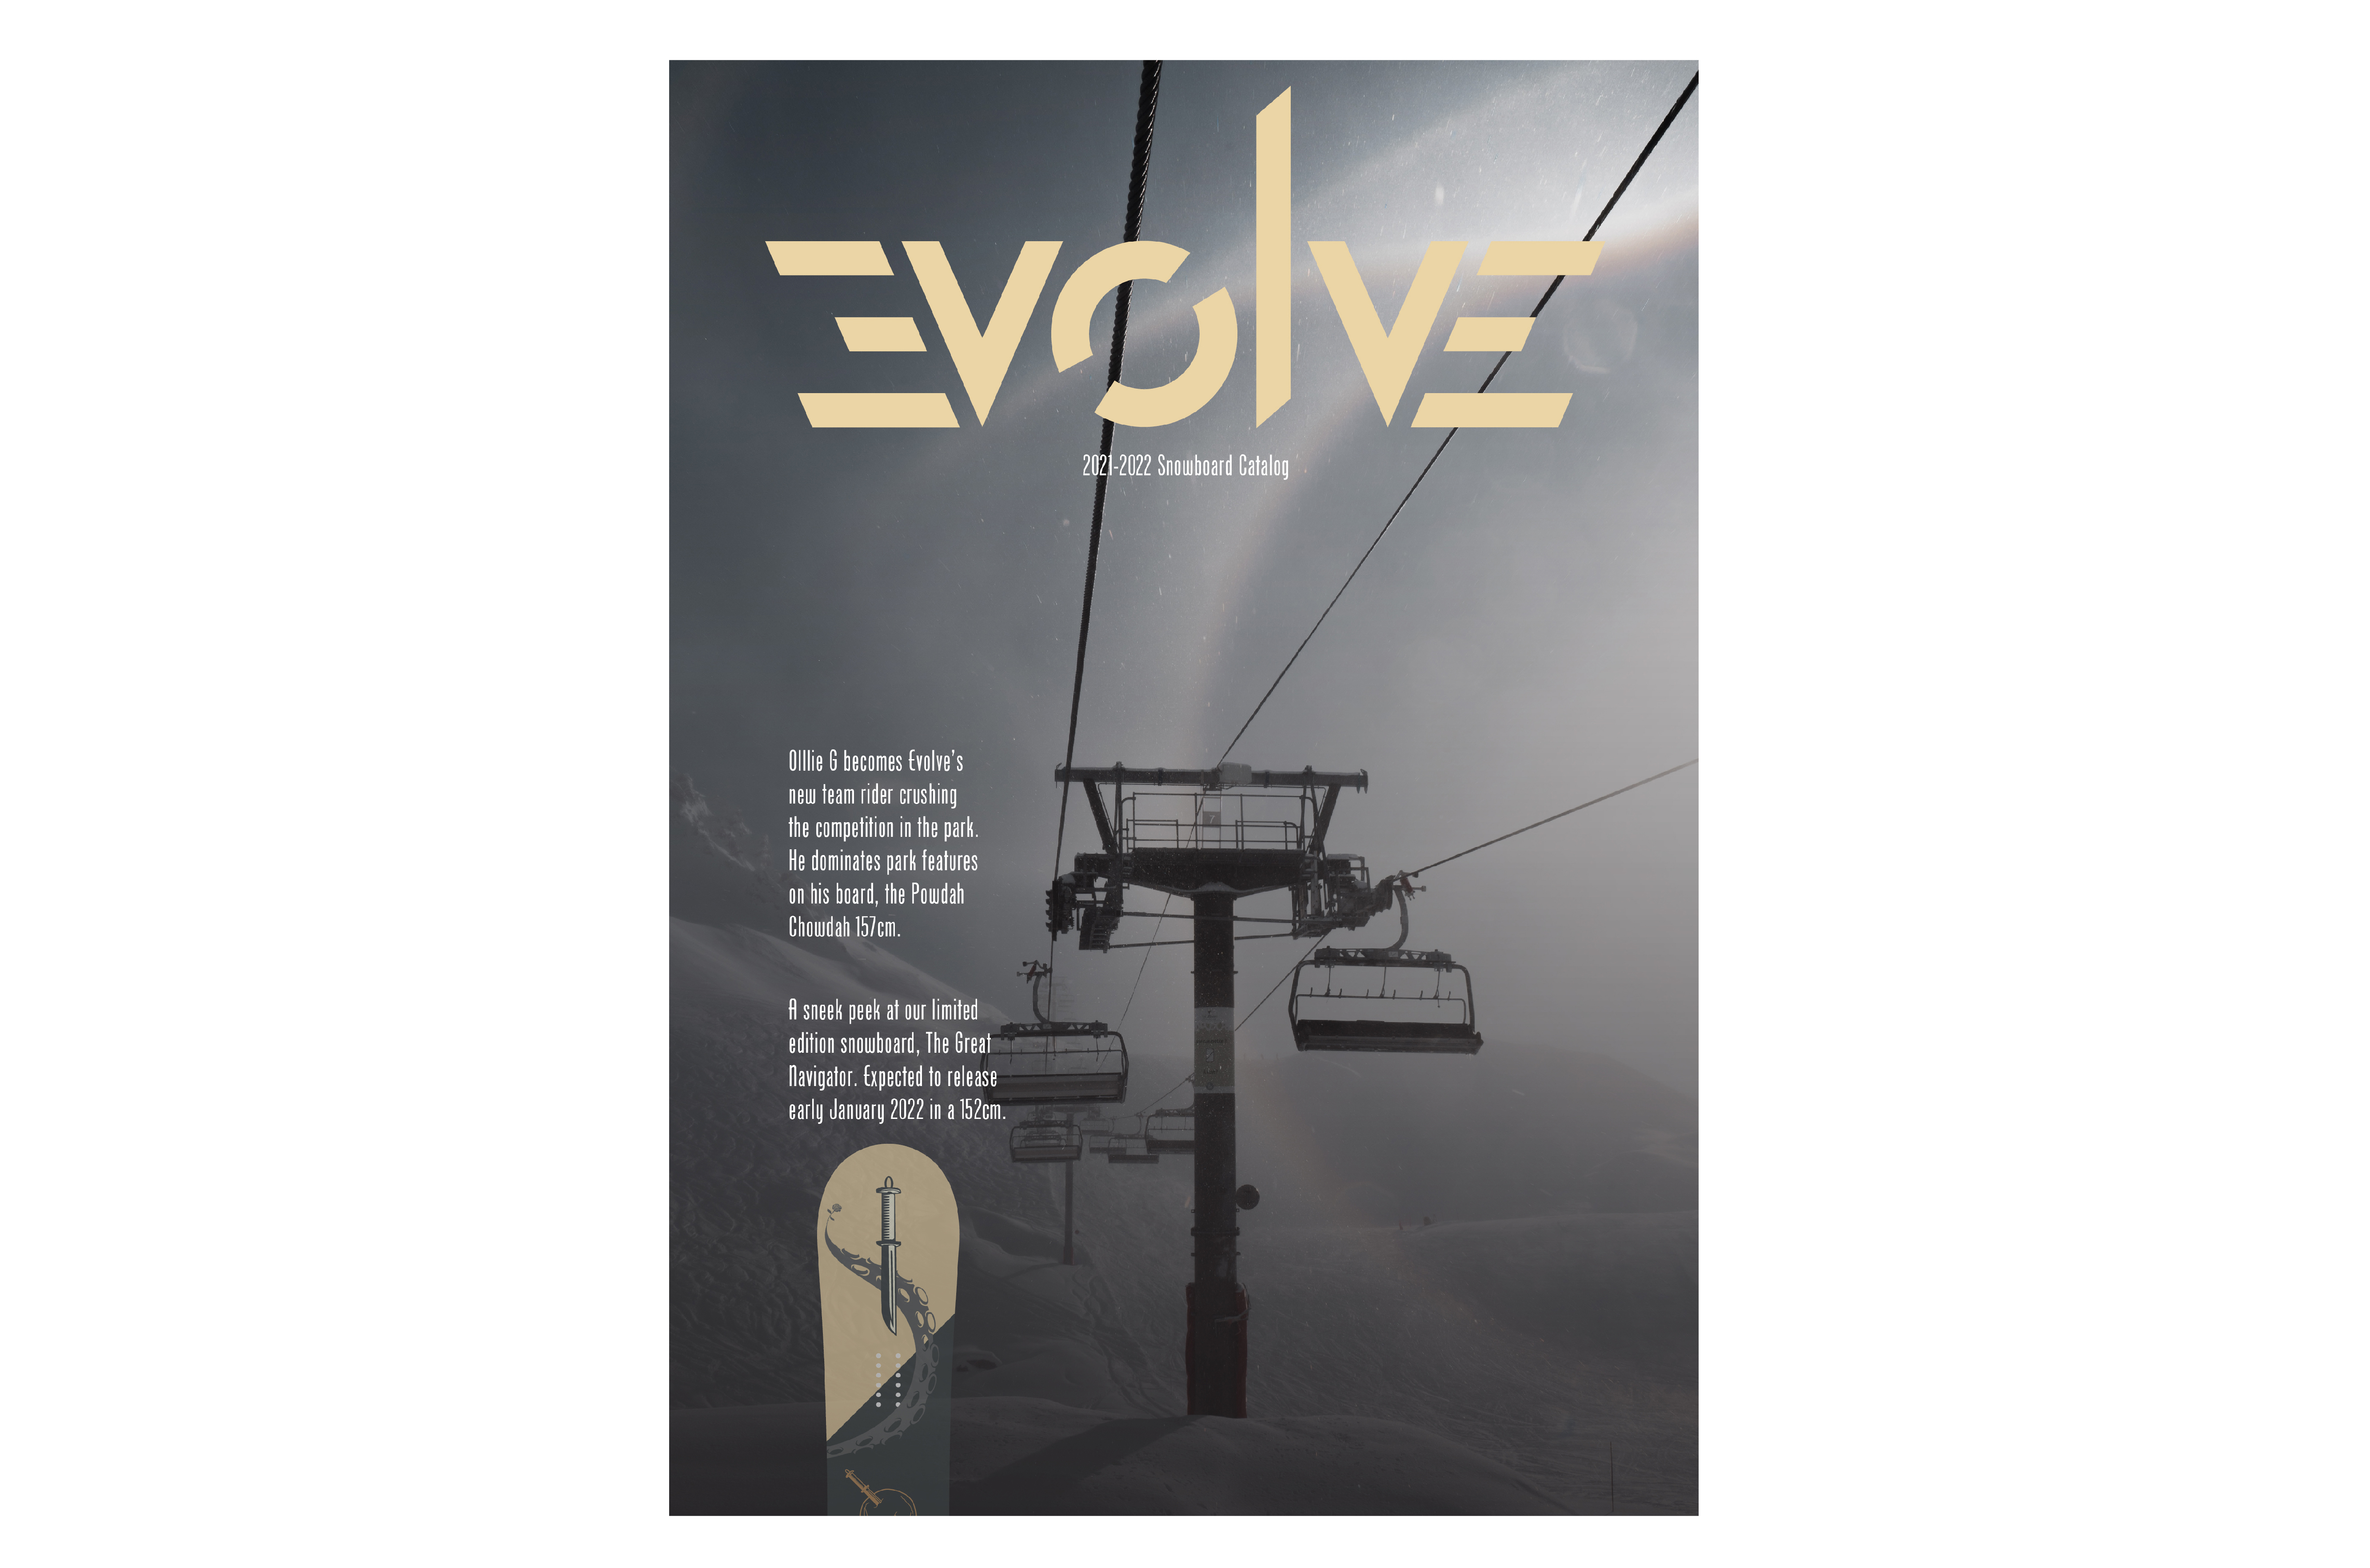 EVOLVE
2021-2022 Snowboard Catalog
Olllie G becomes Evolve's
new team rider crushing
the competition in the park.
He dominates park features
on his board, the Powdah
Chowdah 157cm.
A sneek peek at our limited
edition snowboard, The Great
Navigator. Expected to release
early January 2022 in a 152cm.
7